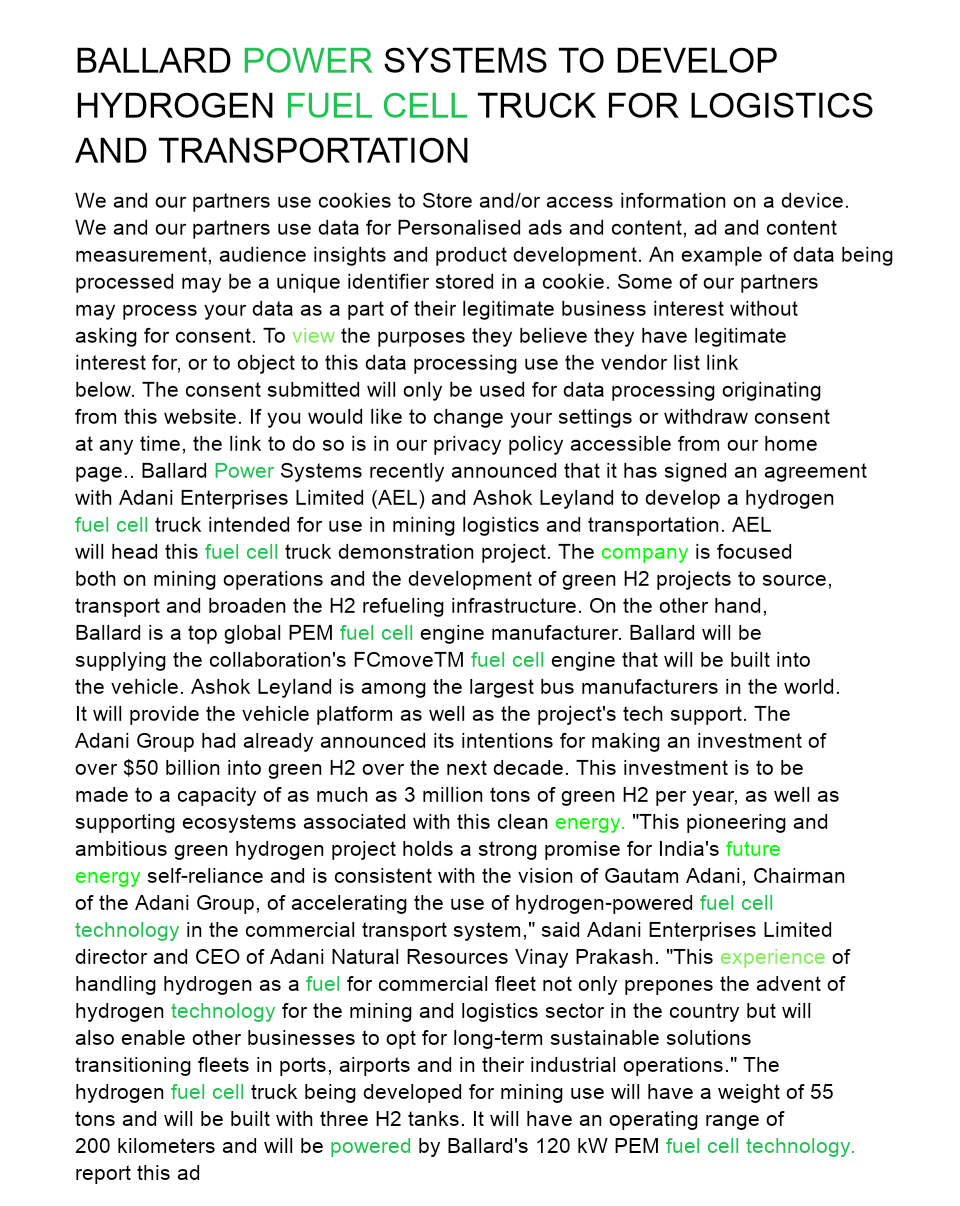 BALLARD POWER SYSTEMS TO DEVELOP
HYDROGEN FUEL CELL TRUCK FOR LOGISTICS
AND TRANSPORTATION
We and our partners use cookies to Store and/or access information on a device.
We and our partners use data for Personalised ads and content, ad and content
measurement, audience insights and product development. An example of data being
processed may be a unique identifier stored in a cookie. Some of our partners
may process your data as a part of their legitimate business interest without
asking for consent. To view the purposes they believe they have legitimate
interest for, or to object to this data processing use the vendor list link
below. The consent submitted will only be used for data processing originating
from this website. If you would like to change your settings or withdraw consent
at any time, the link to do so is in our privacy policy accessible from our home
page.. Ballard Power Systems recently announced that it has signed an agreement
with Adani Enterprises Limited (AEL) and Ashok Leyland to develop a hydrogen
fuel cell truck intended for use in mining logistics and transportation. AEL
will head this fuel cell truck demonstration project. The company is focused
both on mining operations and the development of green H2 projects to source,
transport and broaden the H2 refueling infrastructure. On the other hand,
Ballard is a top global PEM fuel cell engine manufacturer. Ballard will be
supplying the collaboration's FCmoveTM fuel cell engine that will be built into
the vehicle. Ashok Leyland is among the largest bus manufacturers in the world.
It will provide the vehicle platform as well as the project's tech support. The
Adani Group had already announced its intentions for making an investment of
over $50 billion into green H2 over the next decade. This investment is to be
made to a capacity of as much as 3 million tons of green H2 per year, as well as
supporting ecosystems associated with this clean energy. "This pioneering and
ambitious green hydrogen project holds a strong promise for India's future
energy self-reliance and is consistent with the vision of Gautam Adani, Chairman
of the Adani Group, of accelerating the use of hydrogen-powered fuel cell
technology in the commercial transport system," said Adani Enterprises Limited
director and CEO of Adani Natural Resources Vinay Prakash. "This experience of
handling hydrogen as a fuel for commercial fleet not only prepones the advent of
hydrogen technology for the mining and logistics sector in the country but will
also enable other businesses to opt for long-term sustainable solutions
transitioning fleets in ports, airports and in their industrial operations." The
hydrogen fuel cell truck being developed for mining use will have a weight of 55
tons and will be built with three H2 tanks. It will have an operating range of
200 kilometers and will be powered by Ballard's 120 kW PEM fuel cell technology.
report this ad